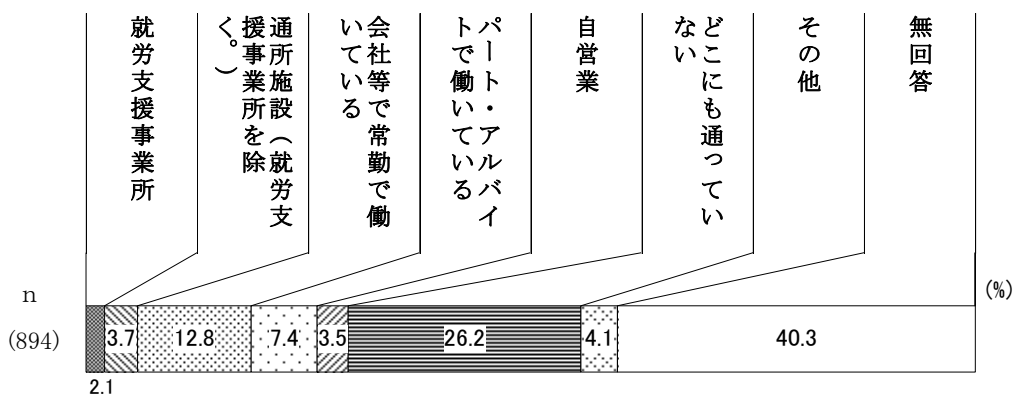 就労支援事業所
通所施設（就労支
援事業所を除
く。）
会社等で常勤で働
いている
パート・アルバイ
トで働いている
自営業
どこにも通ってい
ない
その他
無回答
(%)
n
(894)
3.7
12.8
7.4
3.5
26.2
4.1
40.3
2.1